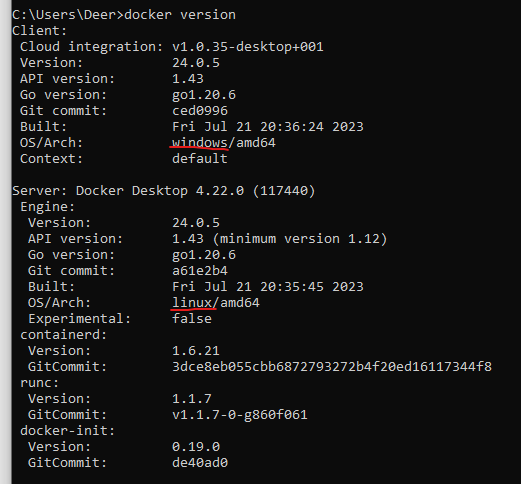 C:\Users\Deer>docker version
Client:
 Cloud integration: v1.0.35-desktop+001
 Version:           24.0.5
 API version:       1.43
 Go version:        go1.20.6
 Git commit:        ced0996
 Built:             Fri Jul 21 20:36:24 2023
 OS/Arch:           windows/amd64
 Context:           default

Server: Docker Desktop 4.22.0 (117440)
 Engine:
  Version:          24.0.5
  API version:      1.43 (minimum version 1.12)
  Go version:       go1.20.6
  Git commit:       a61e2b4
  Built:            Fri Jul 21 20:35:45 2023
  OS/Arch:          linux/amd64
  Experimental:     false
 containerd:
  Version:          1.6.21
  GitCommit:        3dce8eb055cbb6872793272b4f20ed16117344f8
 runc:
  Version:          1.1.7
  GitCommit:        v1.1.7-0-g860f061
 docker-init:
  Version:          0.19.0
  GitCommit:        de40ad0